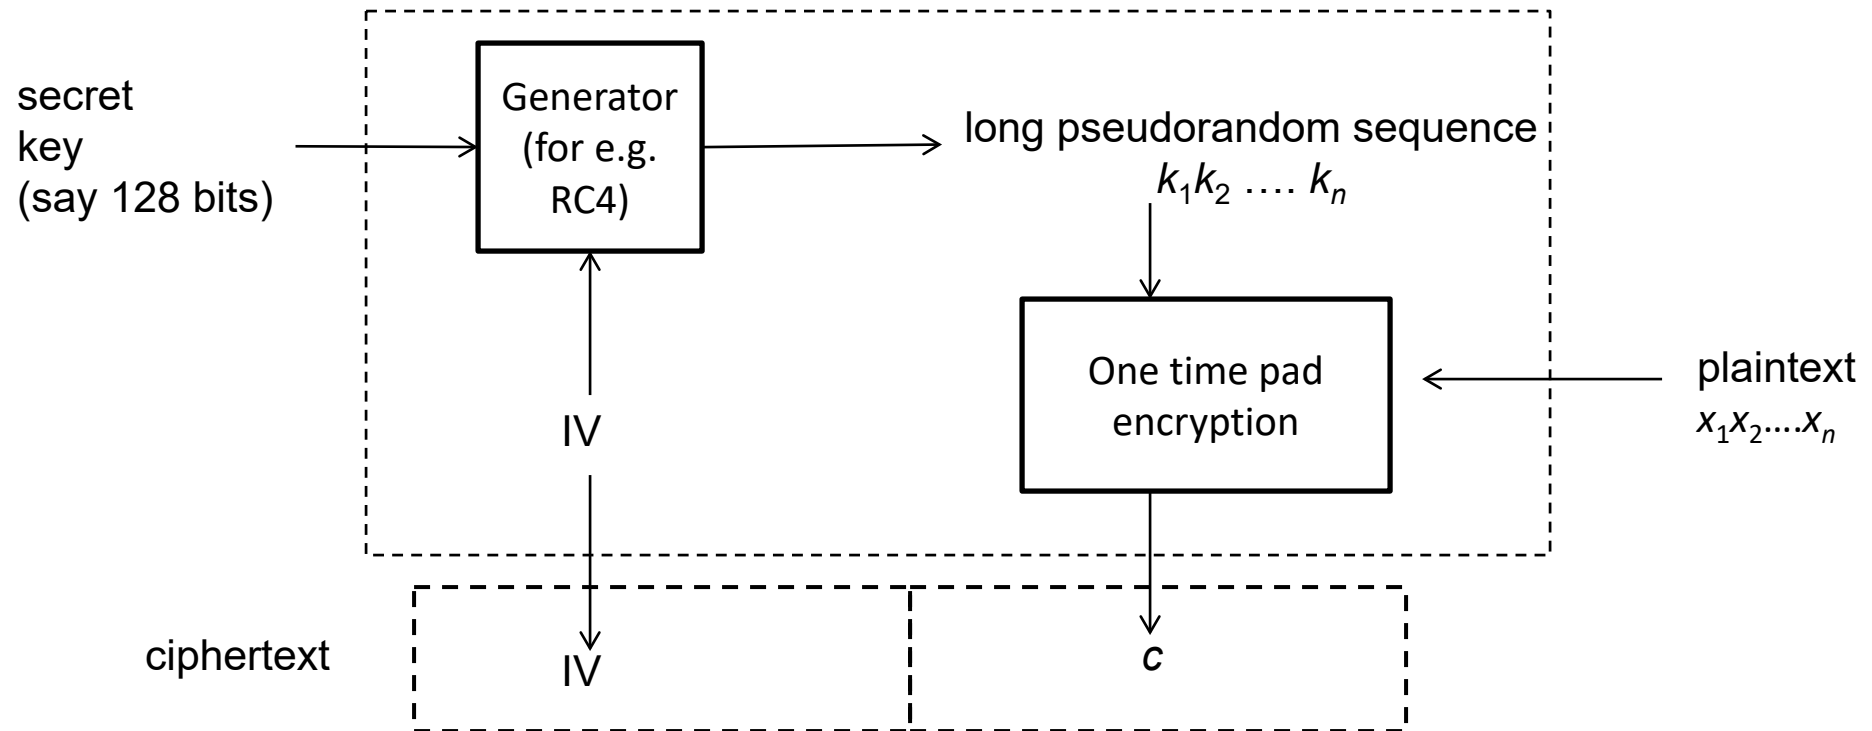 secret
key
(say 128 bits)
Generator
(for e.g.
RC4)
long pseudorandom sequence
k₁k₂ …. kₙ
One time pad
encryption
plaintext
x₁x₂….xₙ
IV
ciphertext
IV
c